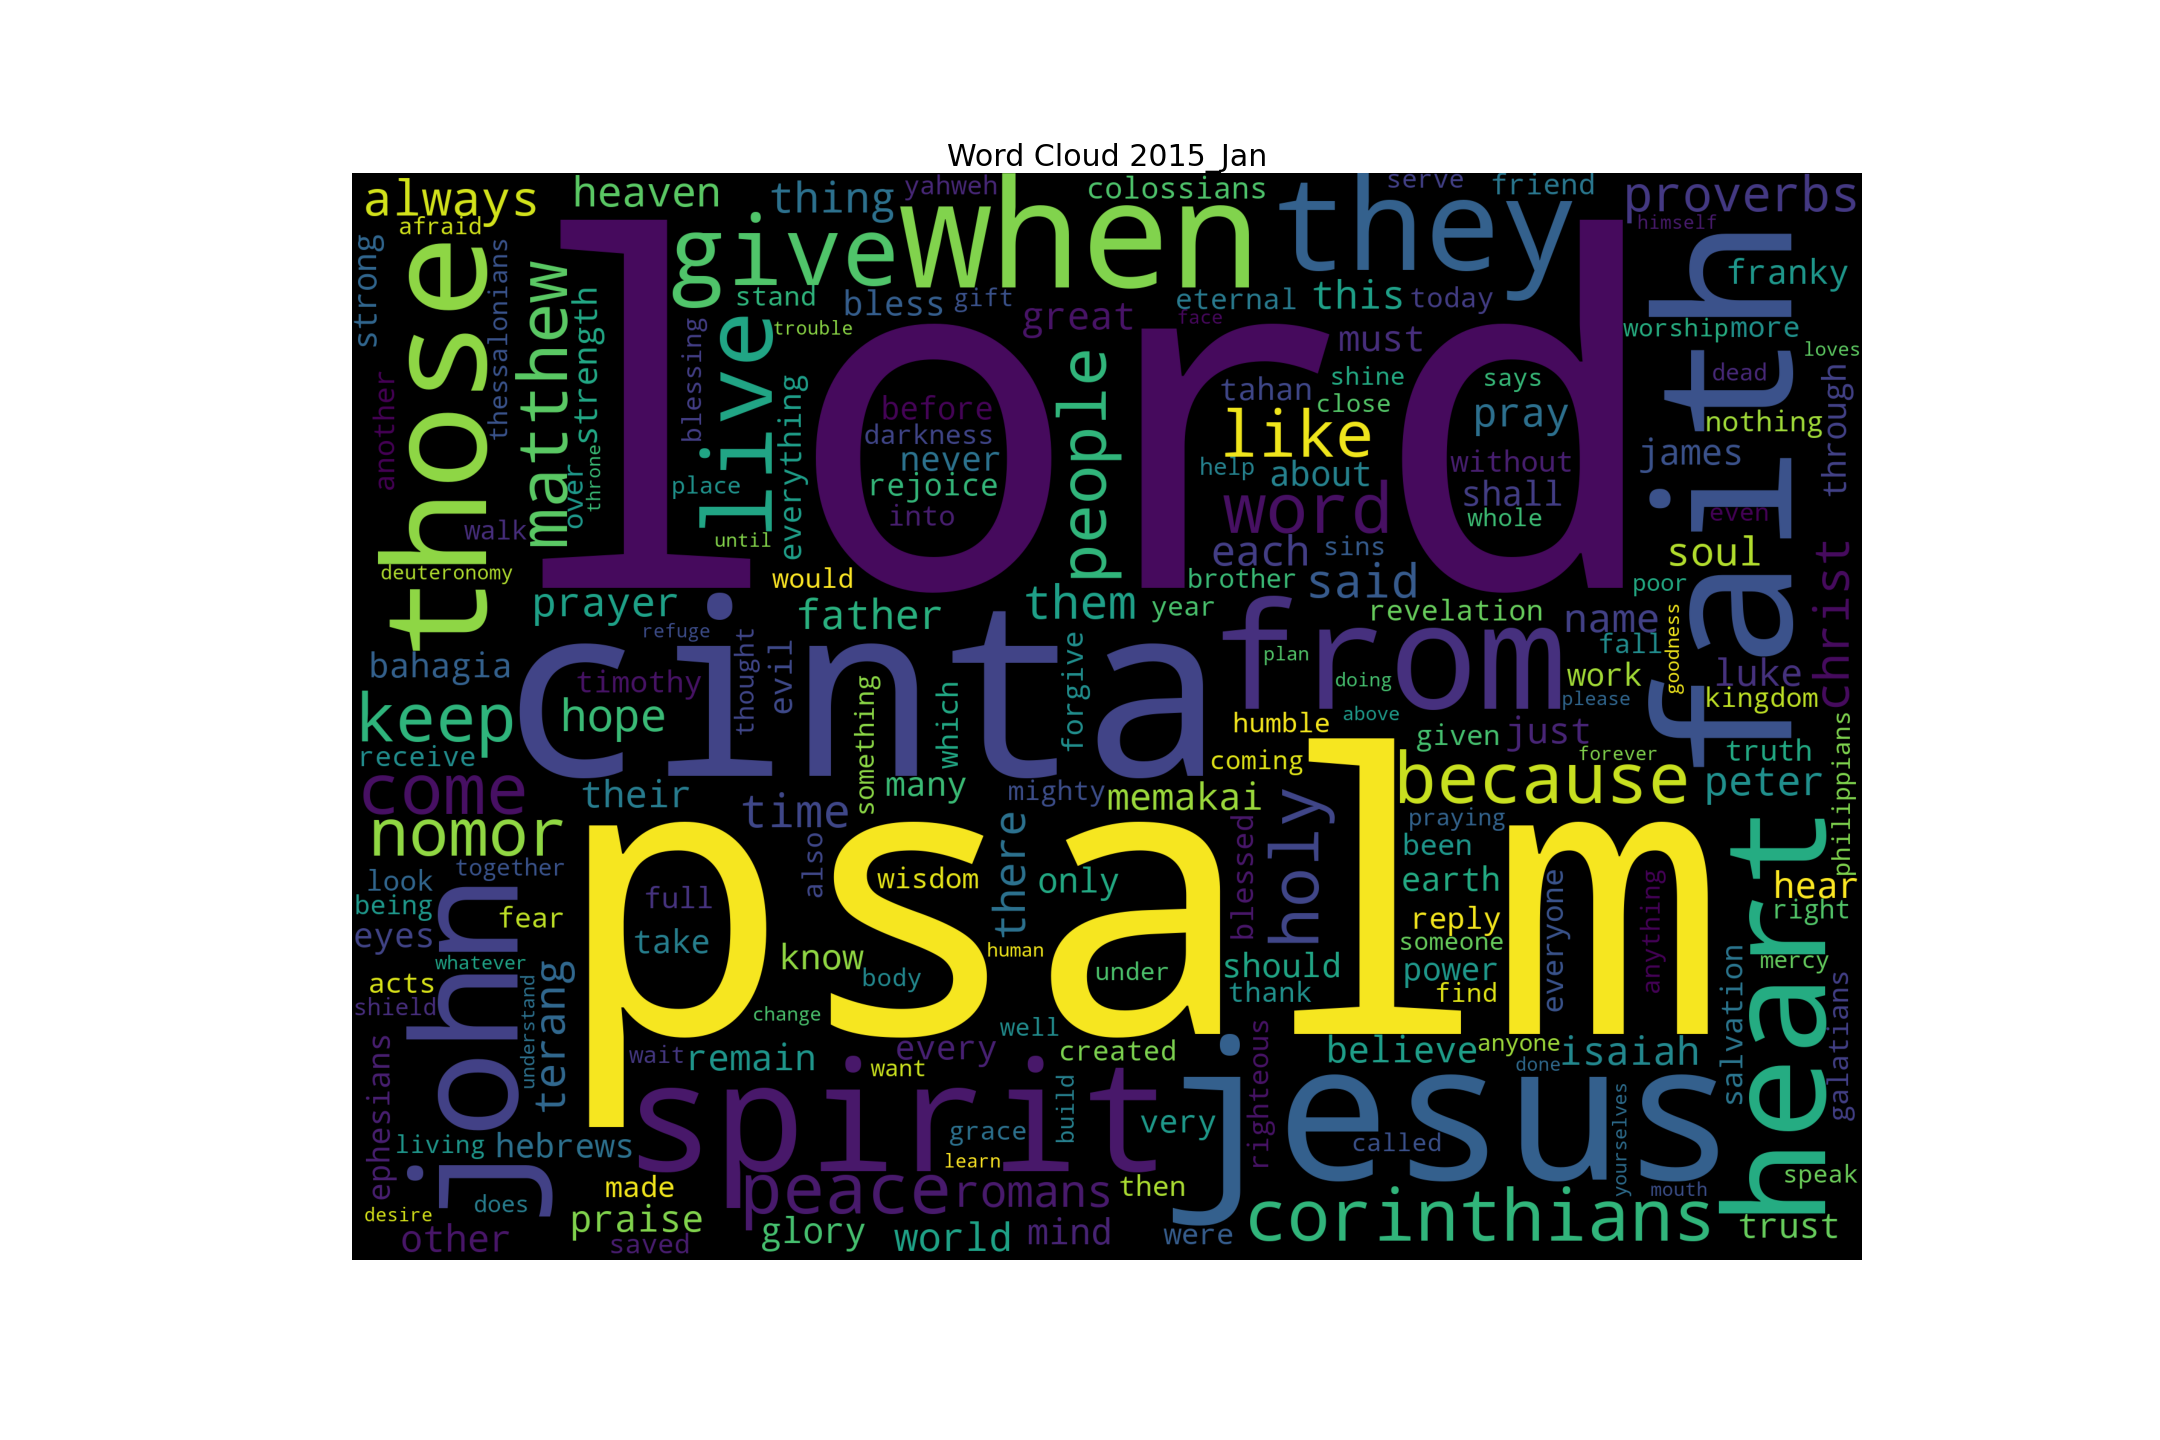 Word Cloud 2015_Jan
always
heaven
thing
yahweh
when
colossians
they
serve
friend
proverbs
afraid
himself
strong
those
thessalonians
matthew
strength
give
lord
stand
bless
gift
great
eternal
this
today
faith
franky
trouble
face
worship
more
must
loves
another
blessing
live
everything
people
before
darkness
never
rejoice
into
tahan
shine
close
like
says
pray
dead
nothing
through
over
throne
place
help
about
without
james
word
shall
whole
even
walk
until
each
sins
soul
christ
deuteronomy
would
brother
said
poor
prayer
father
them
year
revelation
name
refuge
cinta
from
fall
goodness
bahagia
thought
evil
forgive
plan
timothy
doing
work
luke
kingdom
please
keep
hope
something
which
humble
above
given
just
philippians
receive
coming
because
forever
truth
come
their
time
many
mighty
memakai
holy
peter
nomor
psalm
praying
heart
together
also
there
blessed
been
look
wisdom
only
earth
everyone
anything
hear
being
full
reply
right
john
fear
eyes
take
know
human
someone
whatever
body
under
should
power
mercy
acts
thank
find
salvation
galatians
shield
understand
terang
change
well
ephesians
wait
remain
every
created
righteous
believe
anyone
isaiah
want
done
spirit
jesus
build
yourselves
living
hebrews
grace
very
called
learn
speak
does
made
peace
romans
then
mouth
desire
praise
corinthians
trust
other
saved
glory
world
mind
were